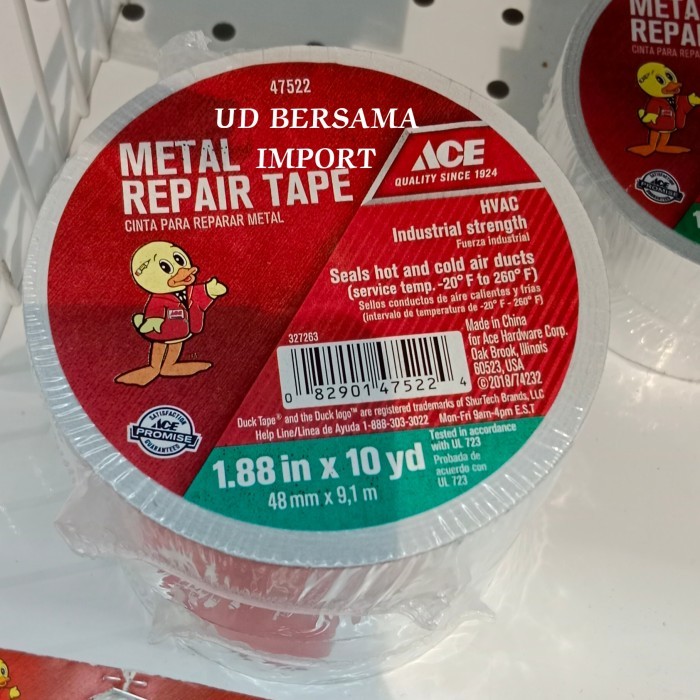 47522
UD BERSAMA
IMPORT
METAL
REPAIR TAPE
CINTA PARA REPARAR METAL
ACE
QUALITY SINCE 1924
HVAC
Industrial strength
Fuerza industrial
Seals hot and cold air ducts
(service temp. -20° F to 260° F)
Sellos conductos de aire calientes y frías
(intervalo de temperatura de -20° F - 260° F)
327263
0 82901 47522 4
Made in China
for Ace Hardware Corp.
Oak Brook, Illinois
60523, USA
©2018/74232
Duck Tape® and the Duck logo™ are registered trademarks of ShurTech Brands, LLC
Help Line/Línea de Ayuda 1-888-303-3022 Mon-Fri 9am-4pm E.S.T
SATISFACTION
ACE
PROMISE
GUARANTEED
1.88 in x 10 yd
48 mm x 9,1 m
Tested in accordance
with UL 723
Probada de
acuerdo con
UL 723
META
REPAI
CINTA PARA REPA